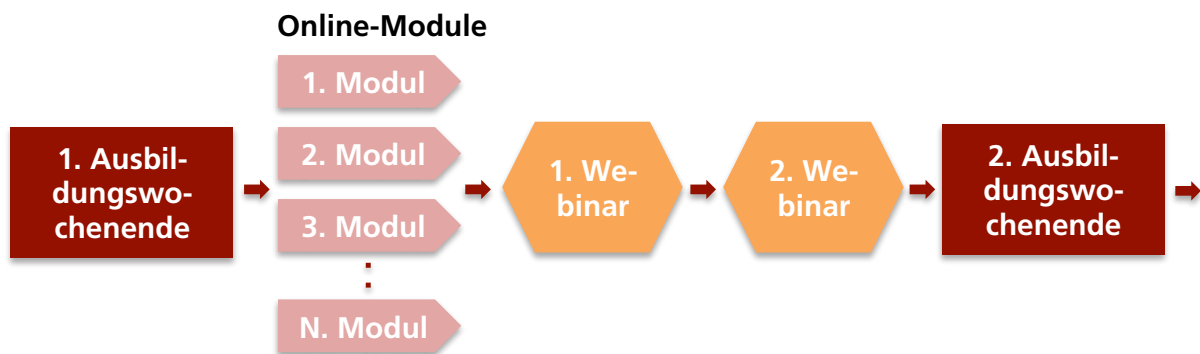 Online-Module
1. Ausbil-
dungswo-
chenende
1. Modul
2. Modul
3. Modul
N. Modul
1. We-
binar
2. We-
binar
2. Ausbil-
dungswo-
chenende